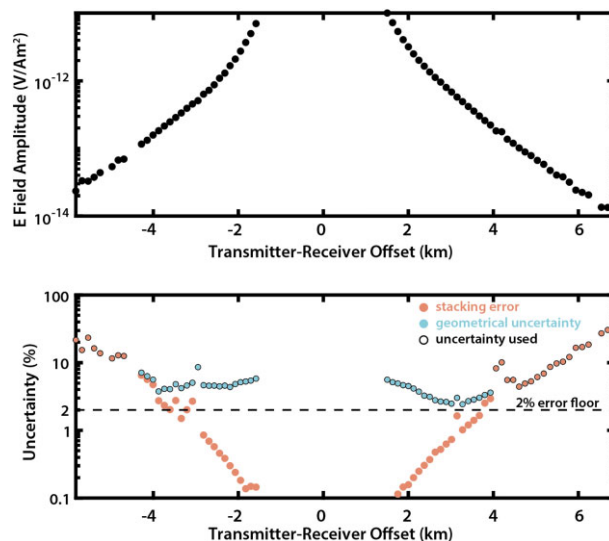 E Field Amplitude (V/Am²)
10⁻¹²
10⁻¹⁴
-4
-2
0
2
4
6
Transmitter-Receiver Offset (km)
Uncertainty (%)
100
10
2
1
0.1
stacking error
geometrical uncertainty
uncertainty used
2% error floor
-4
-2
0
2
4
6
Transmitter-Receiver Offset (km)